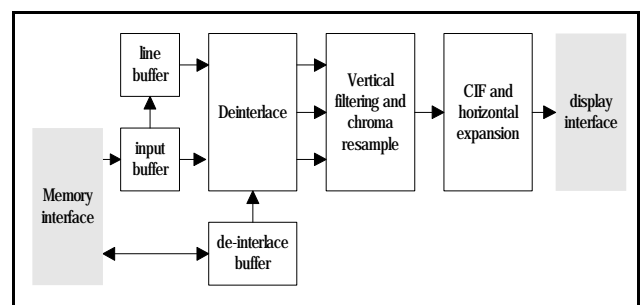 line
buffer
Deinterlace
Vertical
filtering and
chroma
resample
CIF and
horizontal
expansion
display
interface
input
buffer
Memory
interface
de-interlace
buffer